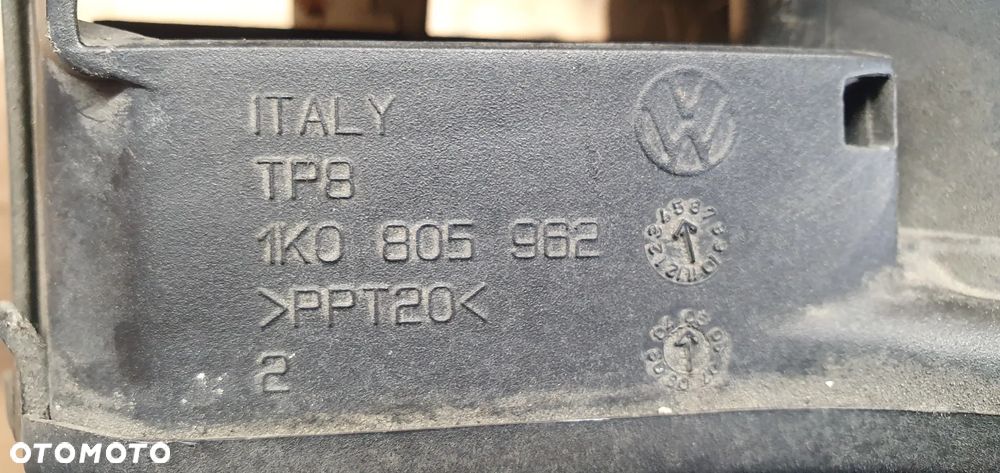 ITALY
TP8
1K0 805 962
>PPT20<
2
OTOMOTO